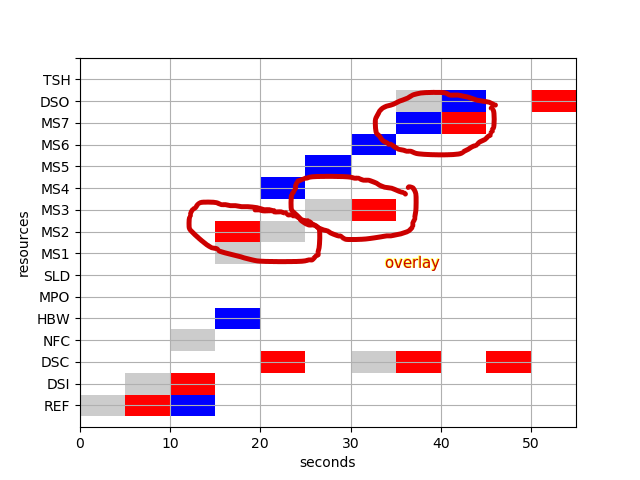 TSH
DSO
MS7
MS6
MS5
MS4
MS3
MS2
MS1
SLD
MPO
HBW
NFC
DSC
DSI
REF
resources
overlay
0 10 20 30 40 50
seconds